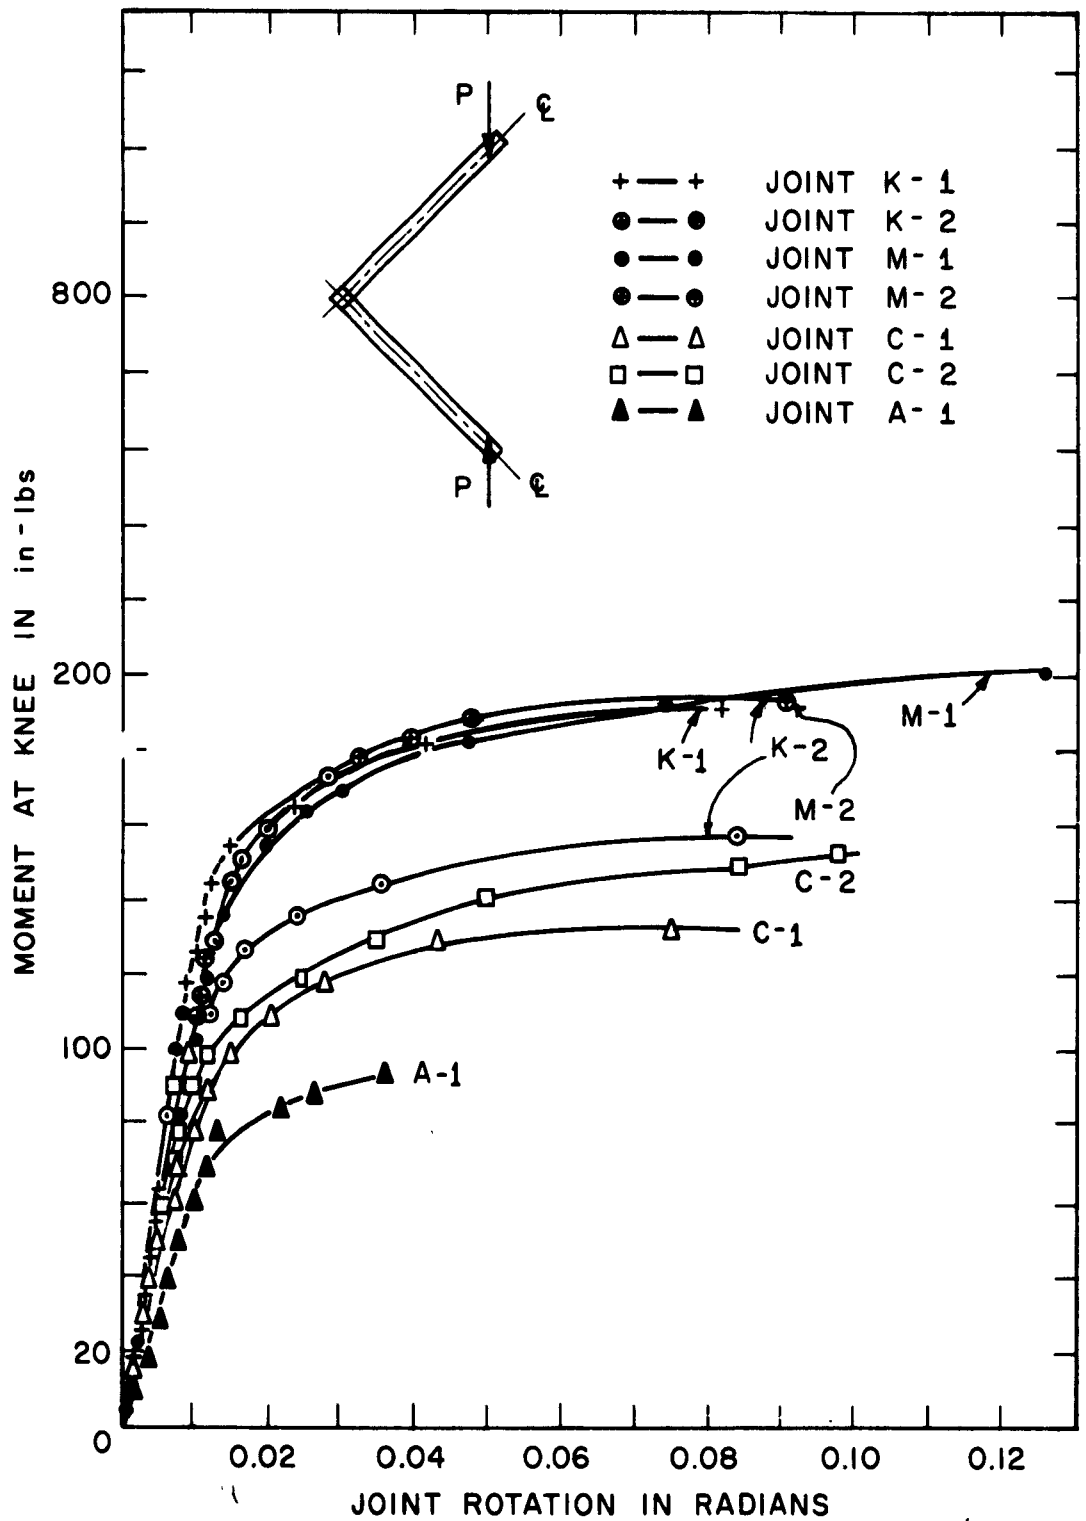 P
℄
+ — + JOINT K - 1
JOINT K - 2
JOINT M - 1
JOINT M - 2
JOINT C - 1
JOINT C - 2
JOINT A - 1
P
℄
MOMENT AT KNEE IN in-lbs
800
200
100
20
0
M-1
K-1
K-2
M-2
C-2
C-1
A-1
0.02 0.04 0.06 0.08 0.10 0.12
JOINT ROTATION IN RADIANS